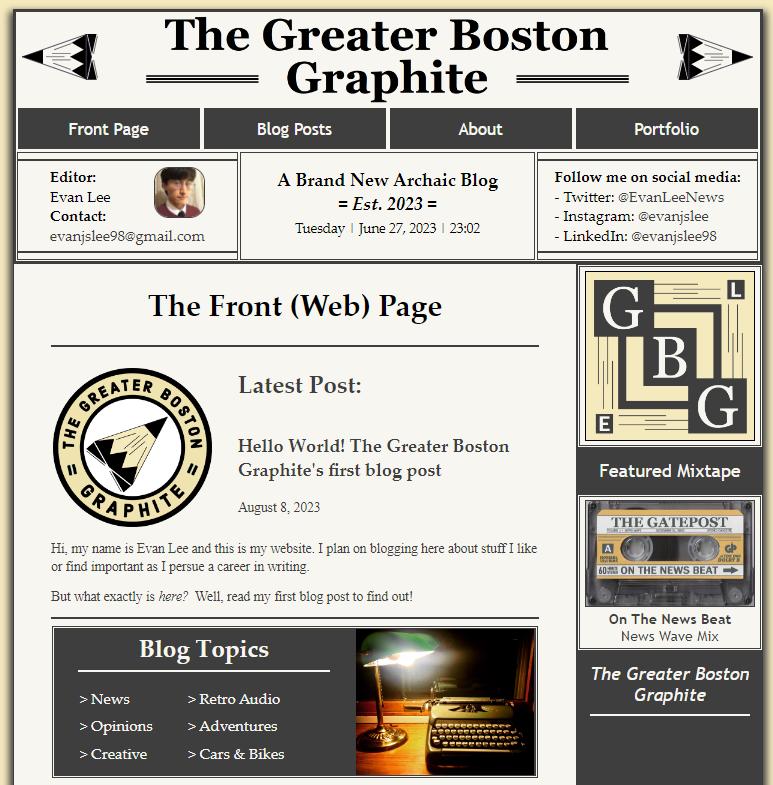 The Greater Boston
Graphite
Front Page
Blog Posts
About
Portfolio
Editor:
Evan Lee
Contact:
evanjslee98@gmail.com
A Brand New Archaic Blog
= Est. 2023 =
Tuesday | June 27, 2023 | 23:02
Follow me on social media:
- Twitter: @EvanLeeNews
- Instagram: @evanjslee
- LinkedIn: @evanjslee98
The Front (Web) Page
THE GREATER BOSTON
= GRAPHITE =
Latest Post:
Hello World! The Greater Boston
Graphite's first blog post
August 8, 2023
Hi, my name is Evan Lee and this is my website. I plan on blogging here about stuff I like
or find important as I persue a career in writing.
But what exactly is here? Well, read my first blog post to find out!
Blog Topics
> News
> Opinions
> Creative
> Retro Audio
> Adventures
> Cars & Bikes
G
L
B
E
G
Featured Mixtape
THE GATEPOST
A
GP
60
ON THE NEWS BEAT
On The News Beat
News Wave Mix
The Greater Boston
Graphite